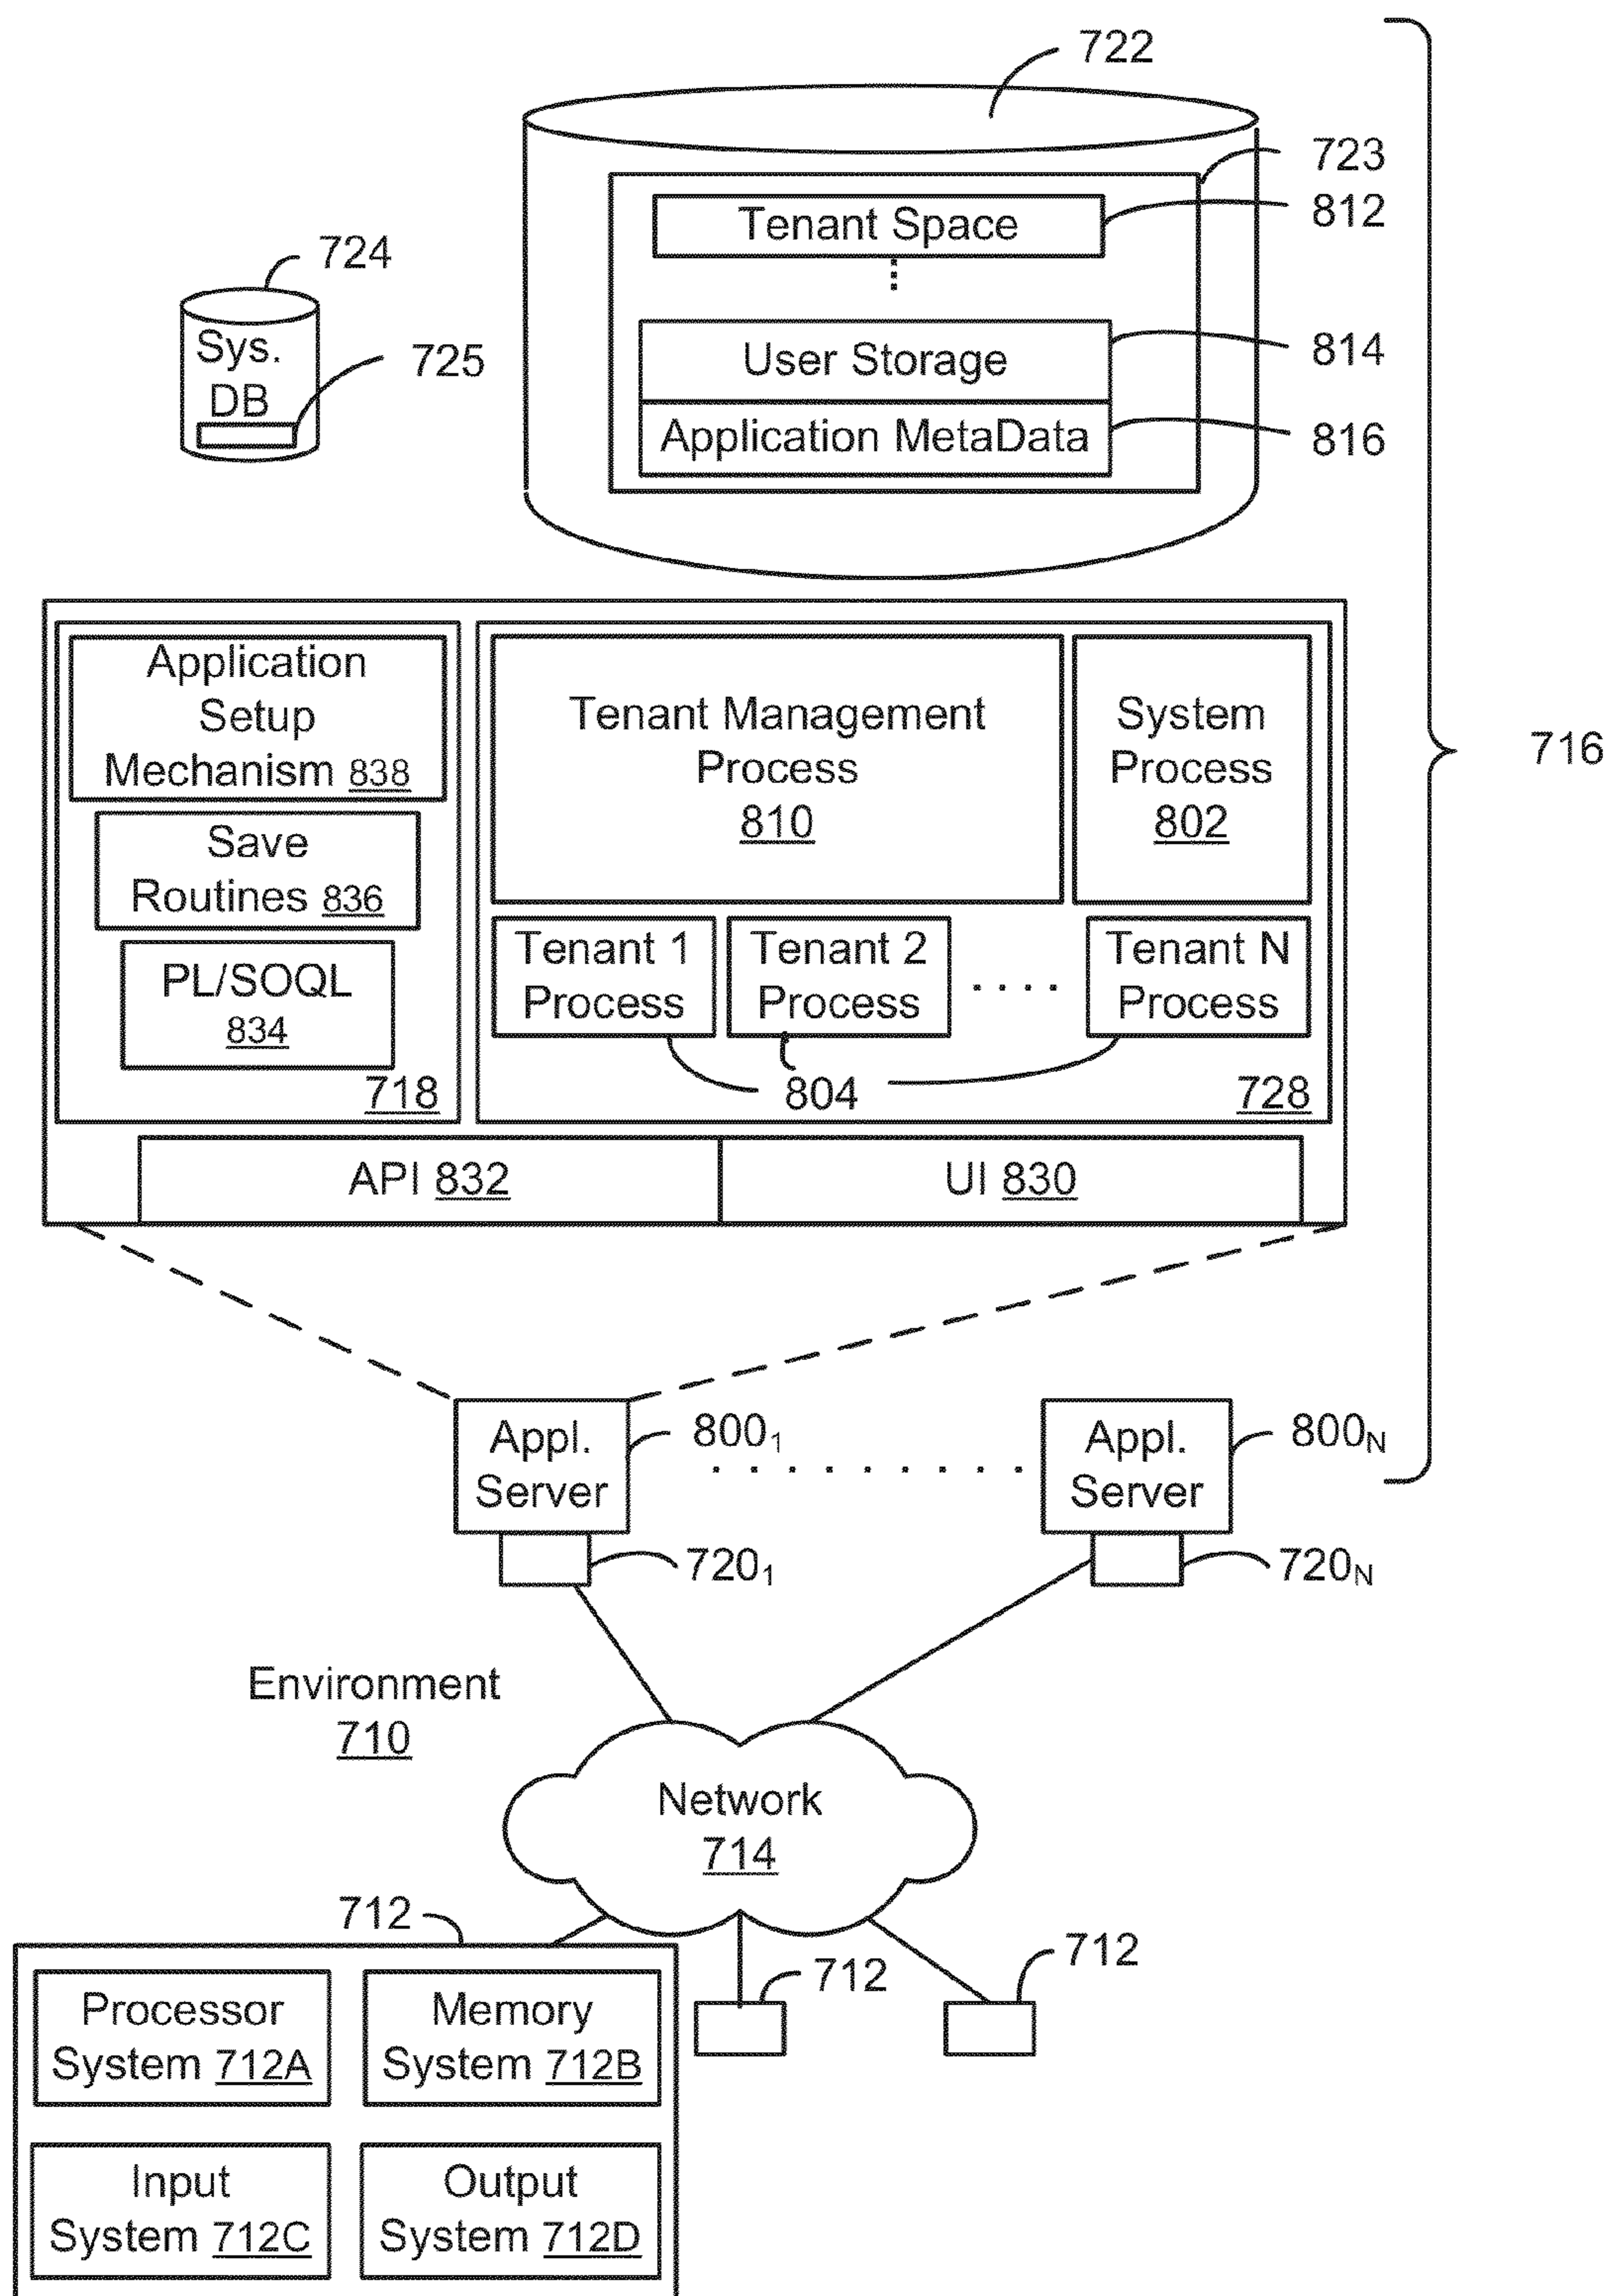 722
723
Tenant Space
812
724
Sys.
DB
725
User Storage
814
Application MetaData
816
716
Application
Setup
Mechanism 838
Save
Routines 836
PL/SOQL
834
718
Tenant Management
Process
810
System
Process
802
Tenant 1
Process
Tenant 2
Process
. . . .
Tenant N
Process
804
728
API 832
UI 830
Appl.
Server
800₁
. . . . . . . . .
Appl.
Server
800N
720₁
720N
Environment
710
Network
714
712
712
712
Processor
System 712A
Memory
System 712B
Input
System 712C
Output
System 712D